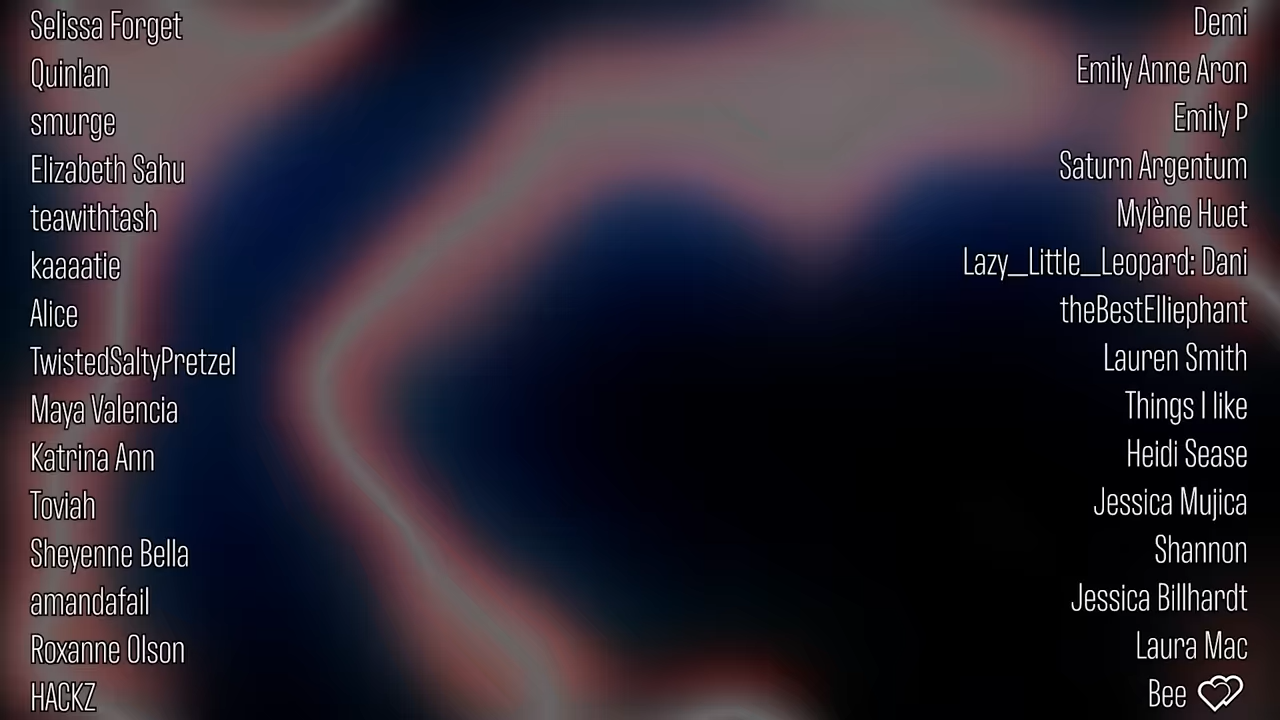 Selissa Forget
Quinlan
smurge
Elizabeth Sahu
teawithtash
kaaaatie
Alice
TwistedSaltyPretzel
Maya Valencia
Katrina Ann
Toviah
Sheyenne Bella
amandafail
Roxanne Olson
HACKZ
Demi
Emily Anne Aron
Emily P
Saturn Argentum
Mylène Huet
Lazy_Little_Leopard: Dani
theBestElliephant
Lauren Smith
Things I like
Heidi Sease
Jessica Mujica
Shannon
Jessica Billhardt
Laura Mac
Bee 💕